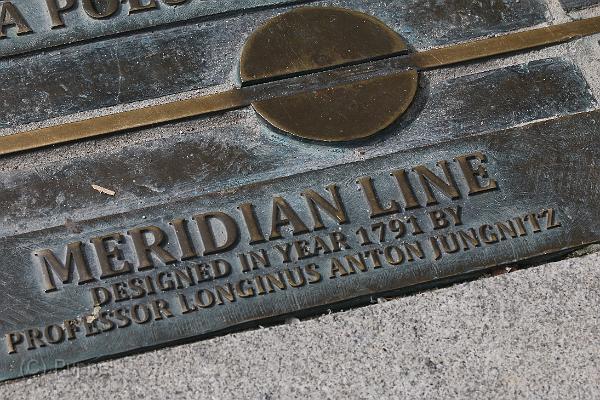 MERIDIAN LINE
DESIGNED IN YEAR 1791 BY
PROFESSOR LONGINUS ANTON JUNGNITZ